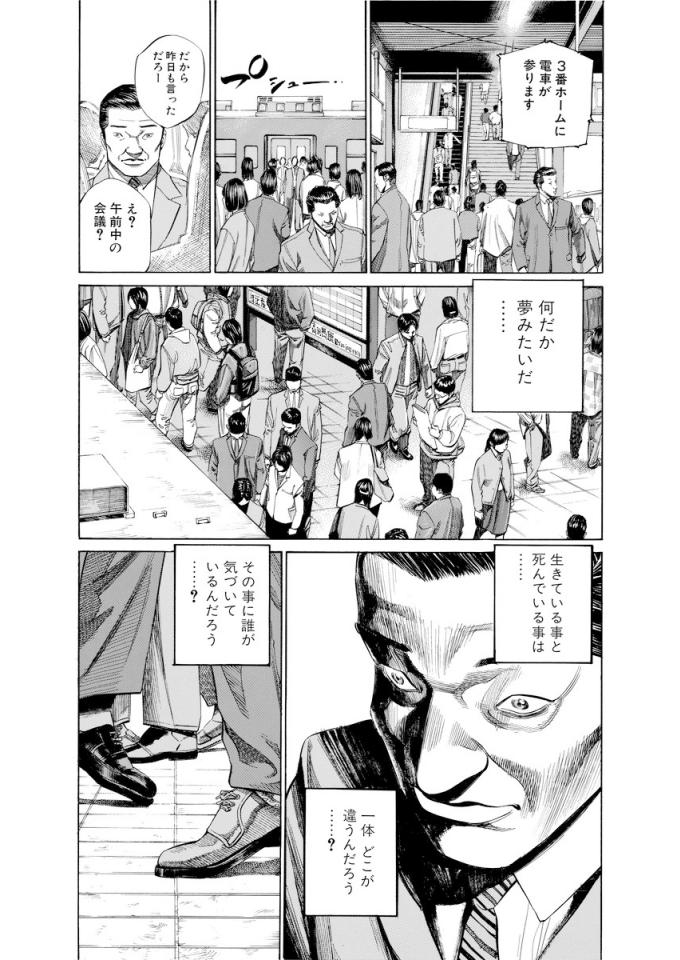 3番ホームに
電車が
参ります
プシュー…
だから
昨日も言った
だろー
え?
午前中の
会議?
何だか
夢みたいだ
……
生きている事と
死んでいる事は
……
一体 どこが
違うんだろう
……?
その事に誰が
気づいて
いるんだろう
……?